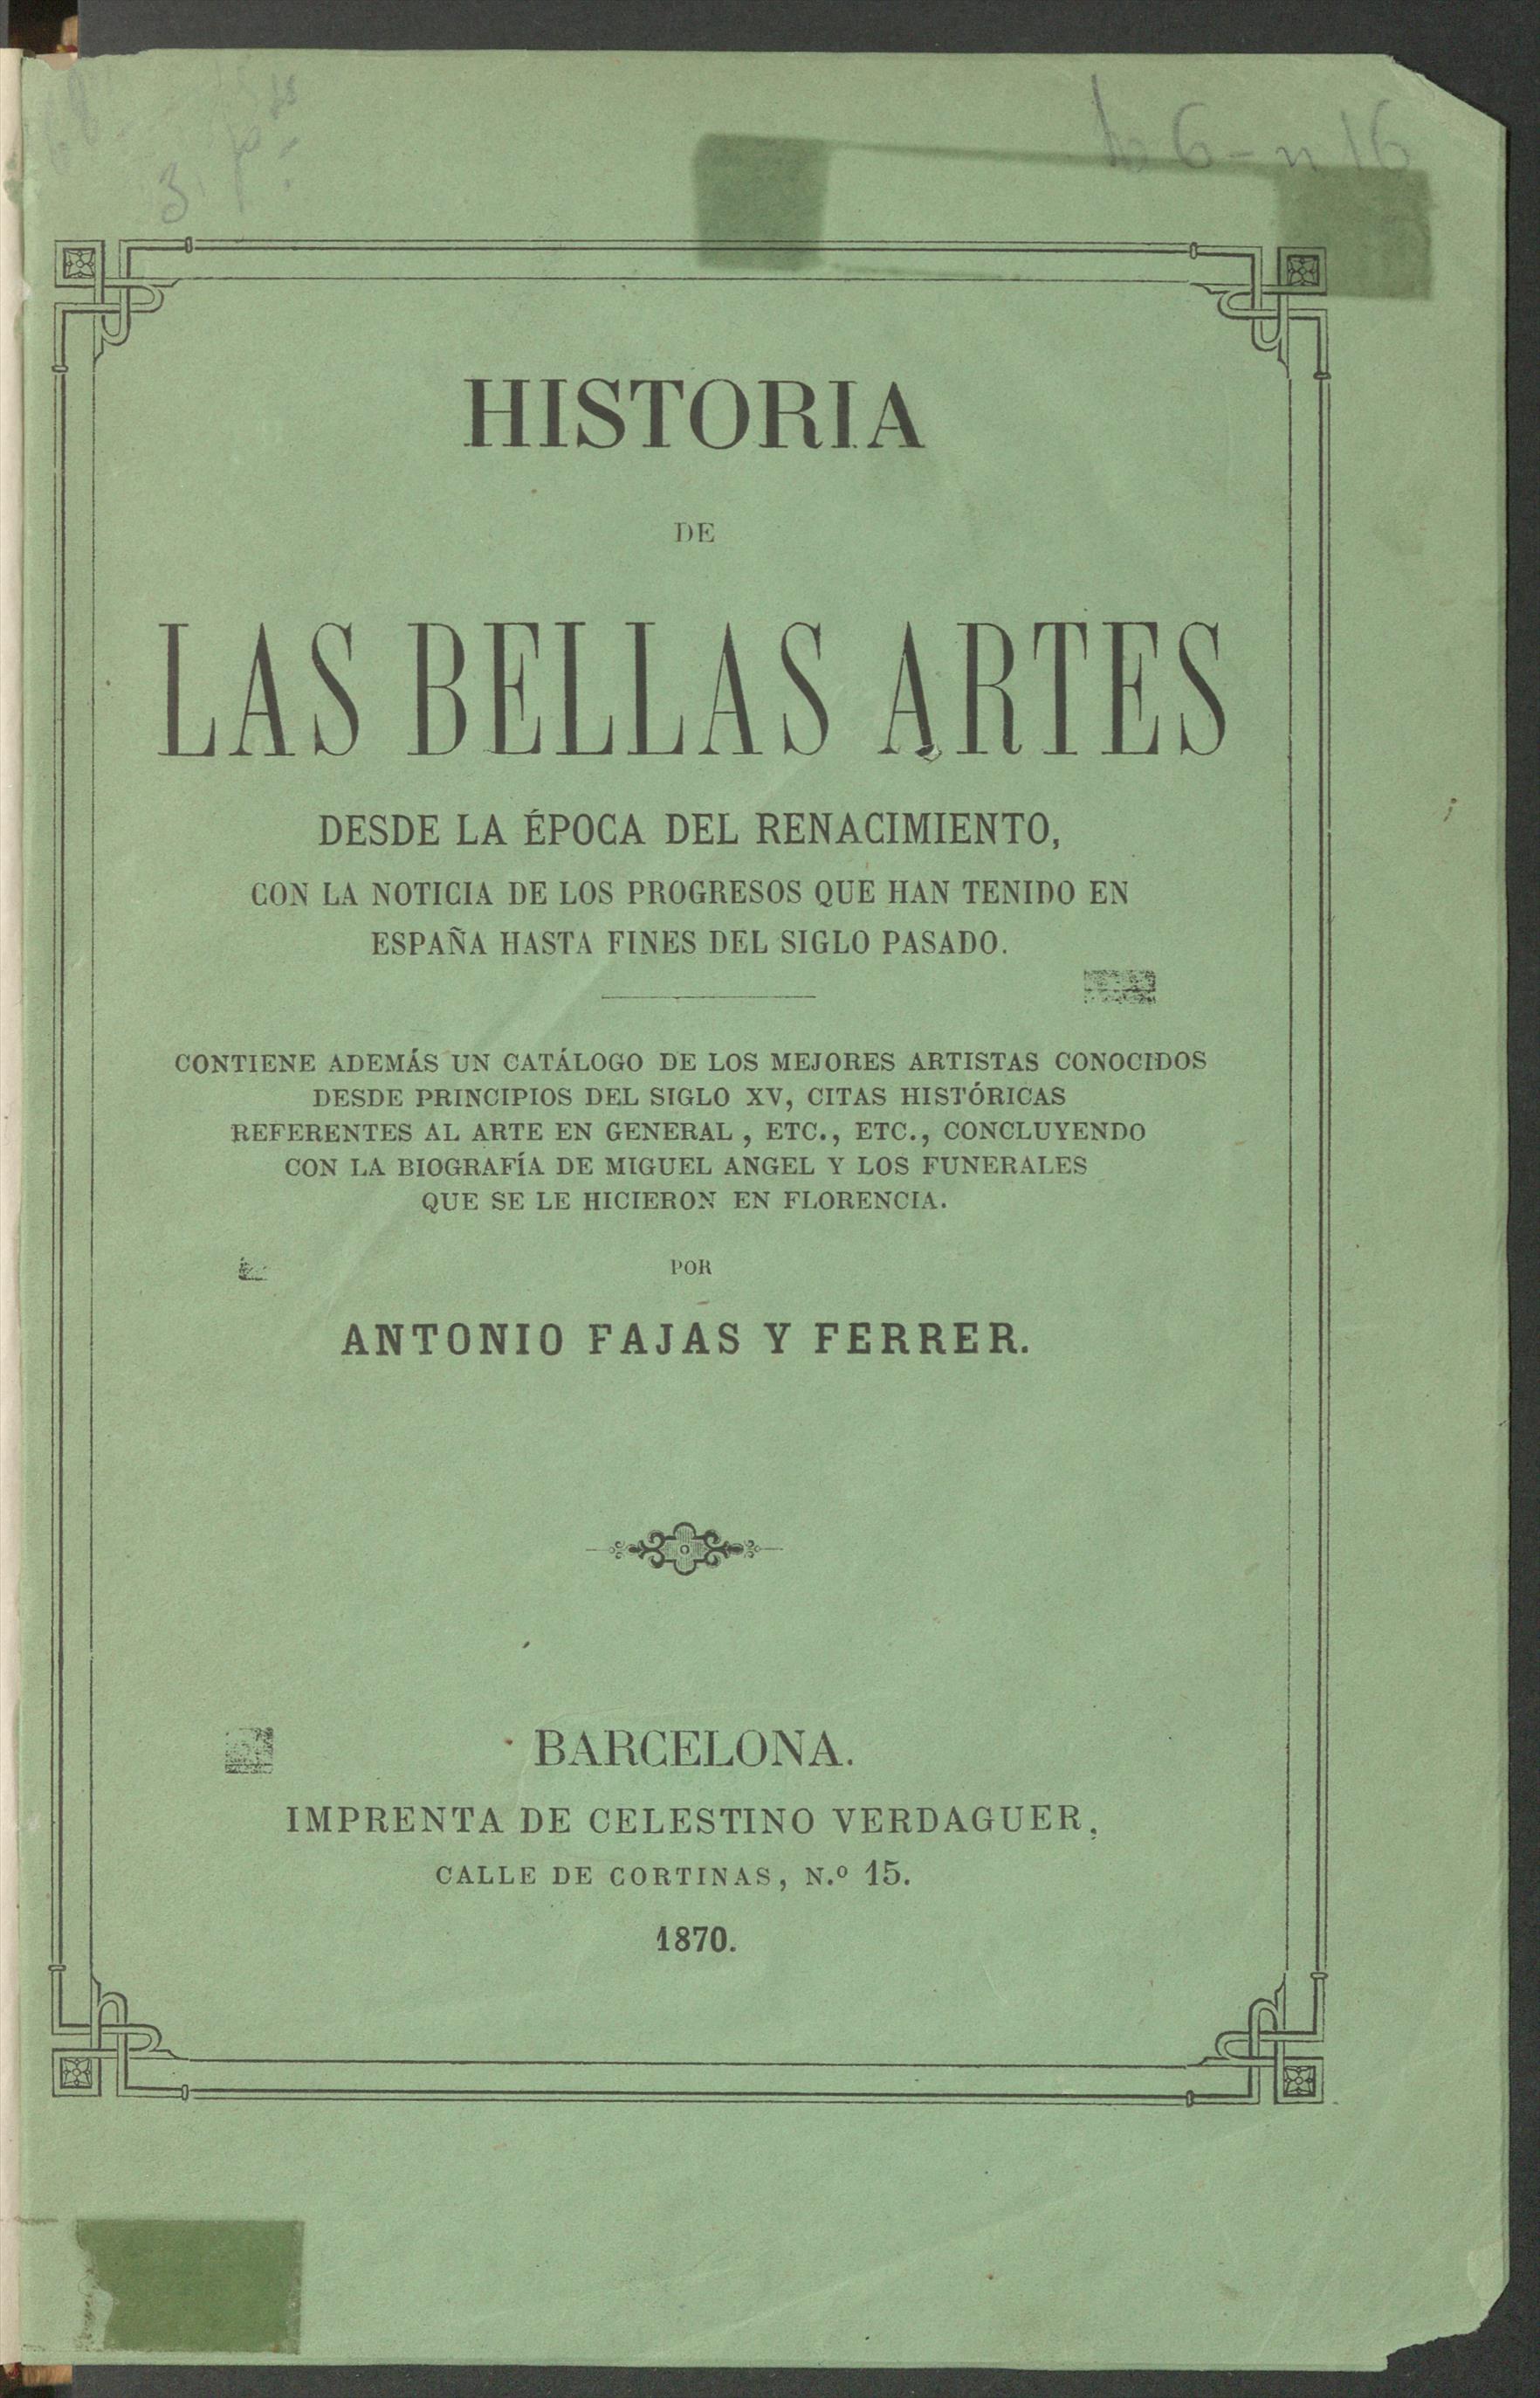 HISTORIA
DE
LAS BELLAS ARTES
DESDE LA ÉPOCA DEL RENACIMIENTO,
CON LA NOTICIA DE LOS PROGRESOS QUE HAN TENIDO EN
ESPAÑA HASTA FINES DEL SIGLO PASADO.
CONTIENE ADEMÁS UN CATÁLOGO DE LOS MEJORES ARTISTAS CONOCIDOS
DESDE PRINCIPIOS DEL SIGLO XV, CITAS HISTÓRICAS
REFERENTES AL ARTE EN GENERAL , ETC., ETC., CONCLUYENDO
CON LA BIOGRAFÍA DE MIGUEL ANGEL Y LOS FUNERALES
QUE SE LE HICIERON EN FLORENCIA.
POR
ANTONIO FAJAS Y FERRER.
BARCELONA.
IMPRENTA DE CELESTINO VERDAGUER,
CALLE DE CORTINAS, N.º 15.
1870.